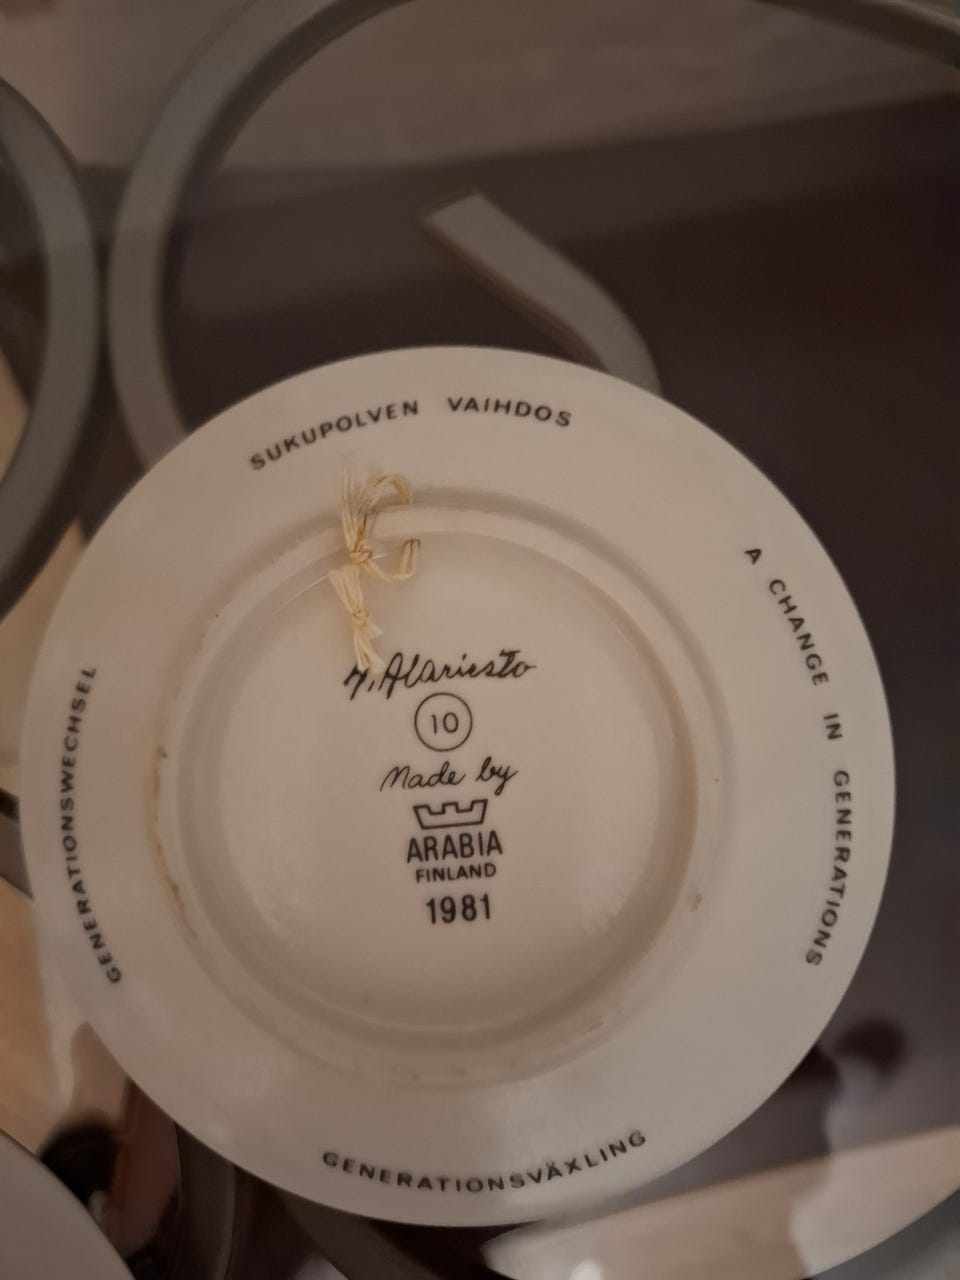 SUKUPOLVEN VAIHDOS
A CHANGE IN GENERATIONS
GENERATIONSVÄXLING
GENERATIONSWECHSEL
A. Alariesto
10
Made by
ARABIA
FINLAND
1981